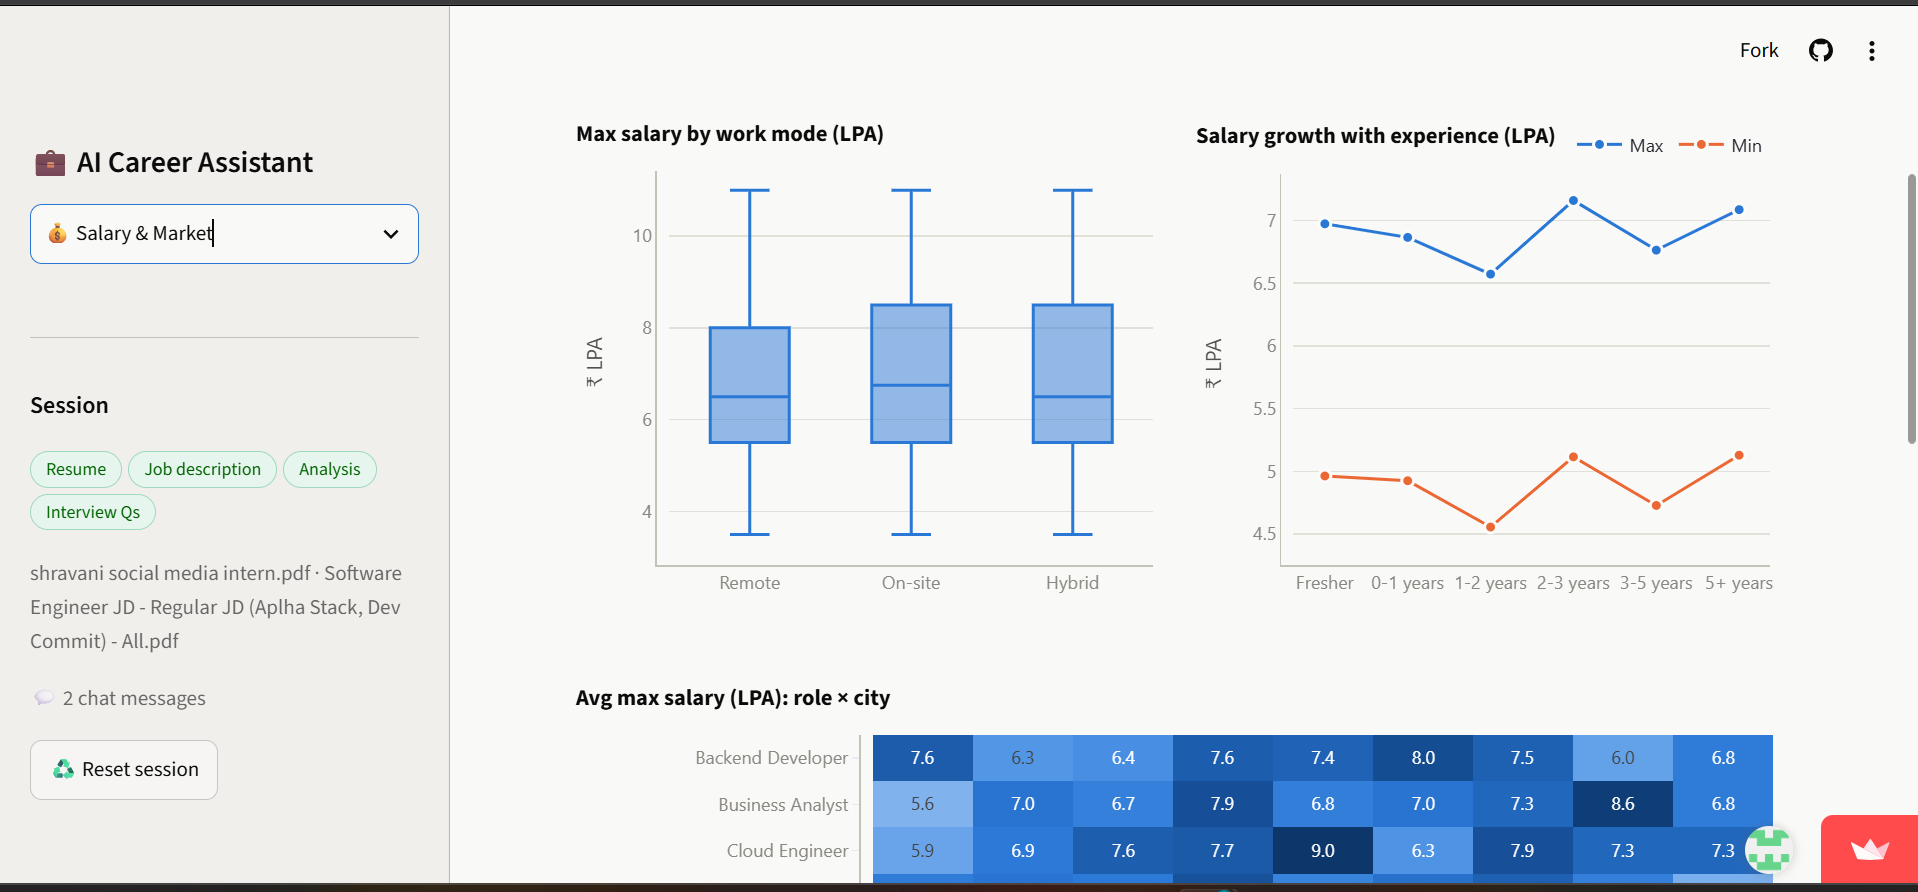 Fork
AI Career Assistant
Salary & Market
Session
Resume
Job description
Analysis
Interview Qs
shravani social media intern.pdf · Software
Engineer JD - Regular JD (Aplha Stack, Dev
Commit) - All.pdf
2 chat messages
Reset session
Max salary by work mode (LPA)
₹ LPA
10
8
6
4
Remote On-site Hybrid
Salary growth with experience (LPA)
Max Min
₹ LPA
7
6.5
6
5.5
5
4.5
Fresher 0-1 years 1-2 years 2-3 years 3-5 years 5+ years
Avg max salary (LPA): role × city
Backend Developer 7.6 6.3 6.4 7.6 7.4 8.0 7.5 6.0 6.8
Business Analyst 5.6 7.0 6.7 7.9 6.8 7.0 7.3 8.6 6.8
Cloud Engineer 5.9 6.9 7.6 7.7 9.0 6.3 7.9 7.3 7.3